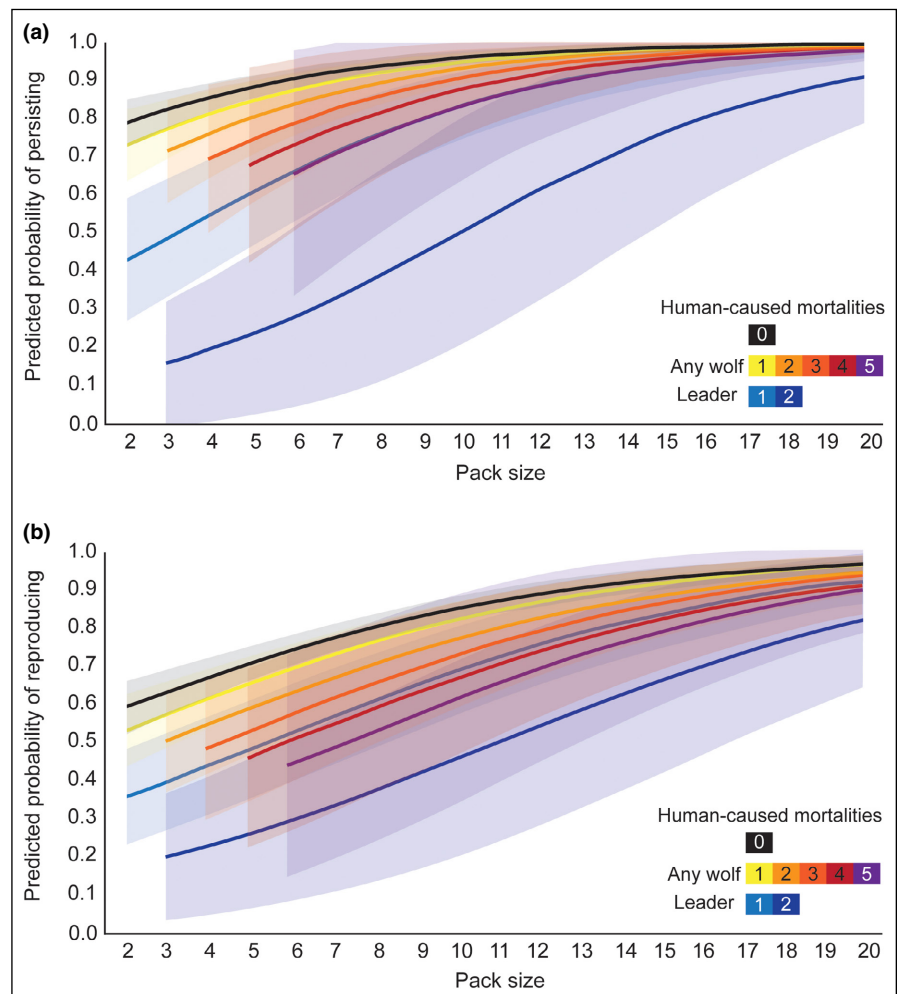 (a)
Predicted probability of persisting
1.0
0.9
0.8
0.7
0.6
0.5
0.4
0.3
0.2
0.1
0.0
Human-caused mortalities
0
Any wolf 1 2 3 4 5
Leader 1 2
2 3 4 5 6 7 8 9 10 11 12 13 14 15 16 17 18 19 20
Pack size
(b)
Predicted probability of reproducing
1.0
0.9
0.8
0.7
0.6
0.5
0.4
0.3
0.2
0.1
0.0
Human-caused mortalities
0
Any wolf 1 2 3 4 5
Leader 1 2
2 3 4 5 6 7 8 9 10 11 12 13 14 15 16 17 18 19 20
Pack size